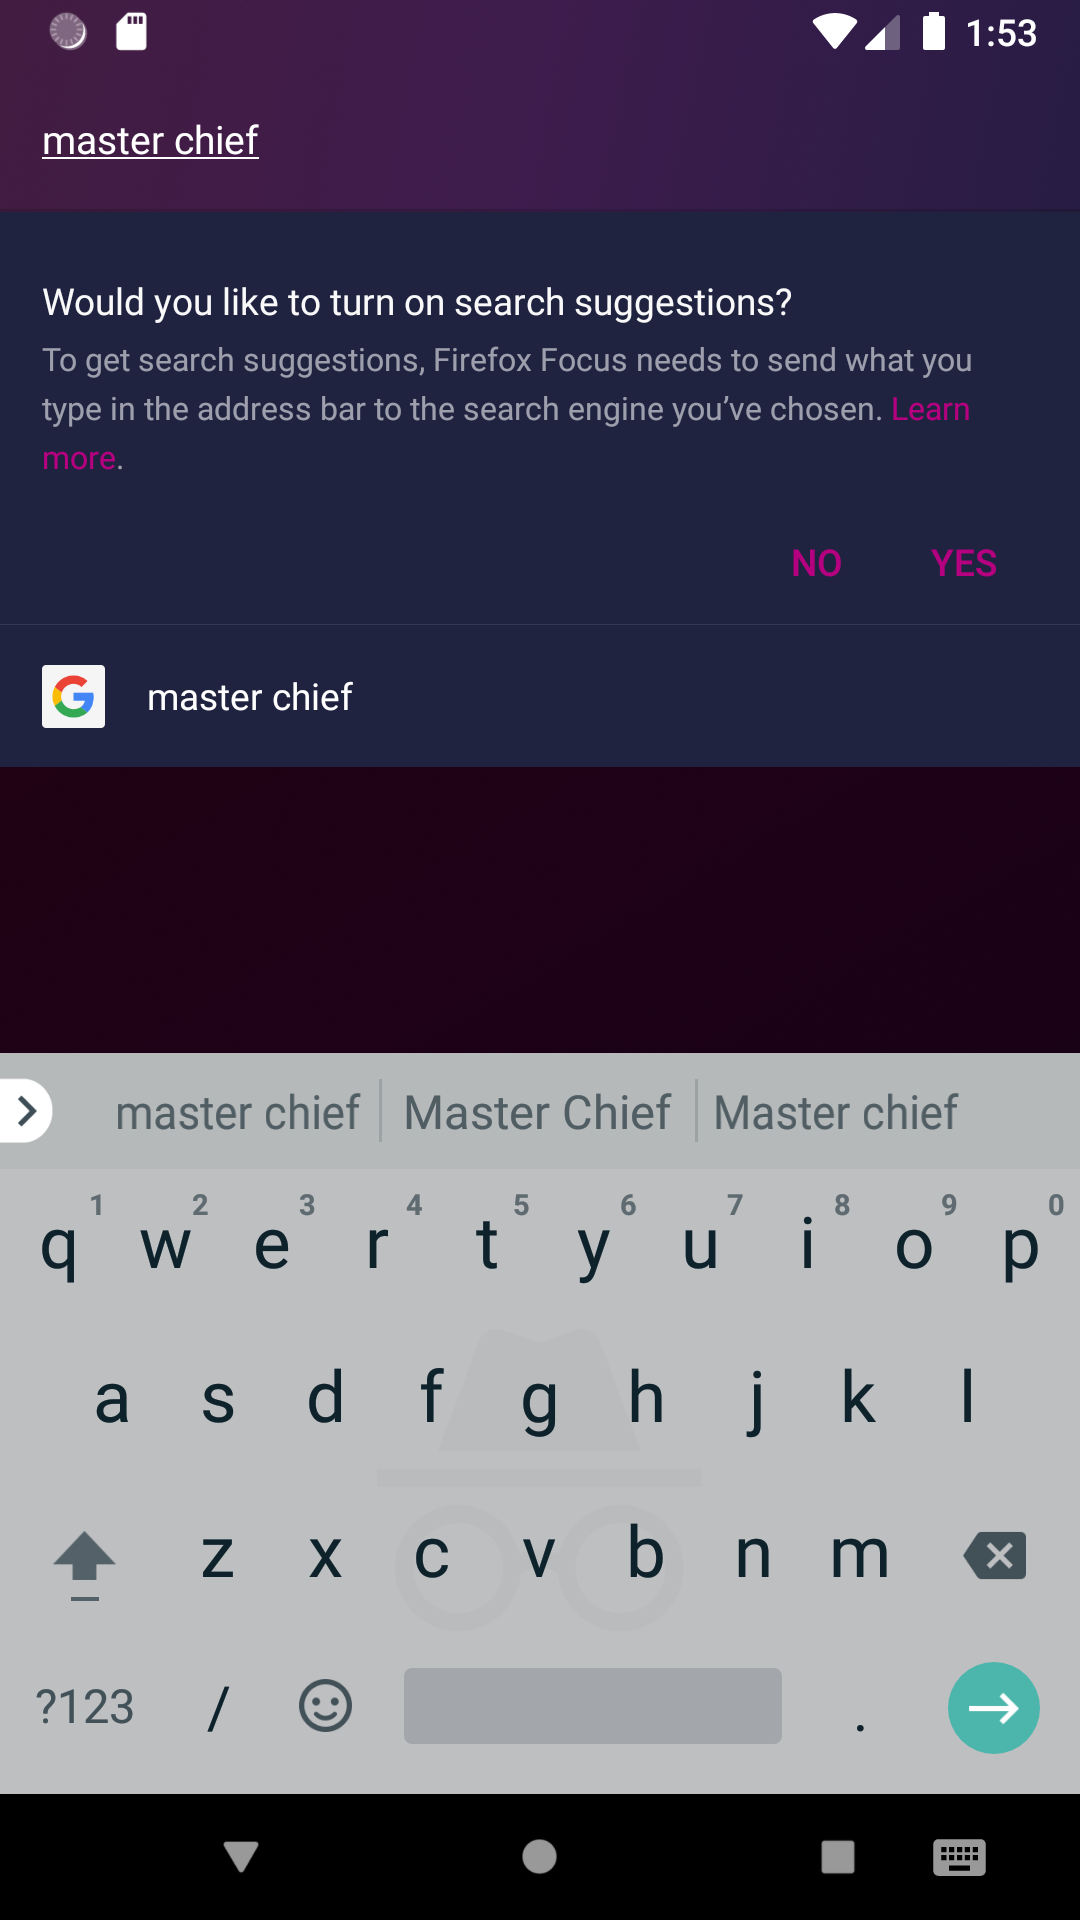 1:53
master chief
Would you like to turn on search suggestions?
To get search suggestions, Firefox Focus needs to send what you
type in the address bar to the search engine you’ve chosen. Learn
more.
NO YES
master chief
master chief Master Chief Master chief
1 2 3 4 5 6 7 8 9 0
q w e r t y u i o p
a s d f g h j k l
z x c v b n m
?123 / .